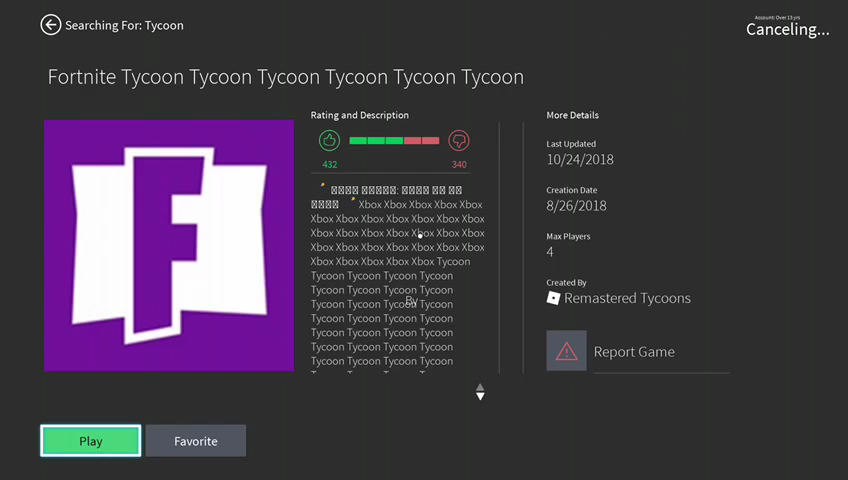 Searching For: Tycoon
Account: Over 13 yrs
Canceling...
Fortnite Tycoon Tycoon Tycoon Tycoon Tycoon Tycoon
Rating and Description
432
340
Xbox Xbox Xbox Xbox Xbox
Xbox Xbox Xbox Xbox Xbox Xbox Xbox
Xbox Xbox Xbox Xbox Xbox Xbox Xbox
Xbox Xbox Xbox Xbox Xbox Xbox Xbox
Xbox Xbox Xbox Xbox Xbox Tycoon
Tycoon Tycoon Tycoon Tycoon
Tycoon Tycoon Tycoon Tycoon
By
Tycoon Tycoon Tycoon Tycoon
Tycoon Tycoon Tycoon Tycoon
Tycoon Tycoon Tycoon Tycoon
Tycoon Tycoon Tycoon Tycoon
Tycoon Tycoon Tycoon Tycoon
More Details
Last Updated
10/24/2018
Creation Date
8/26/2018
Max Players
4
Created By
Remastered Tycoons
Report Game
F
Play
Favorite